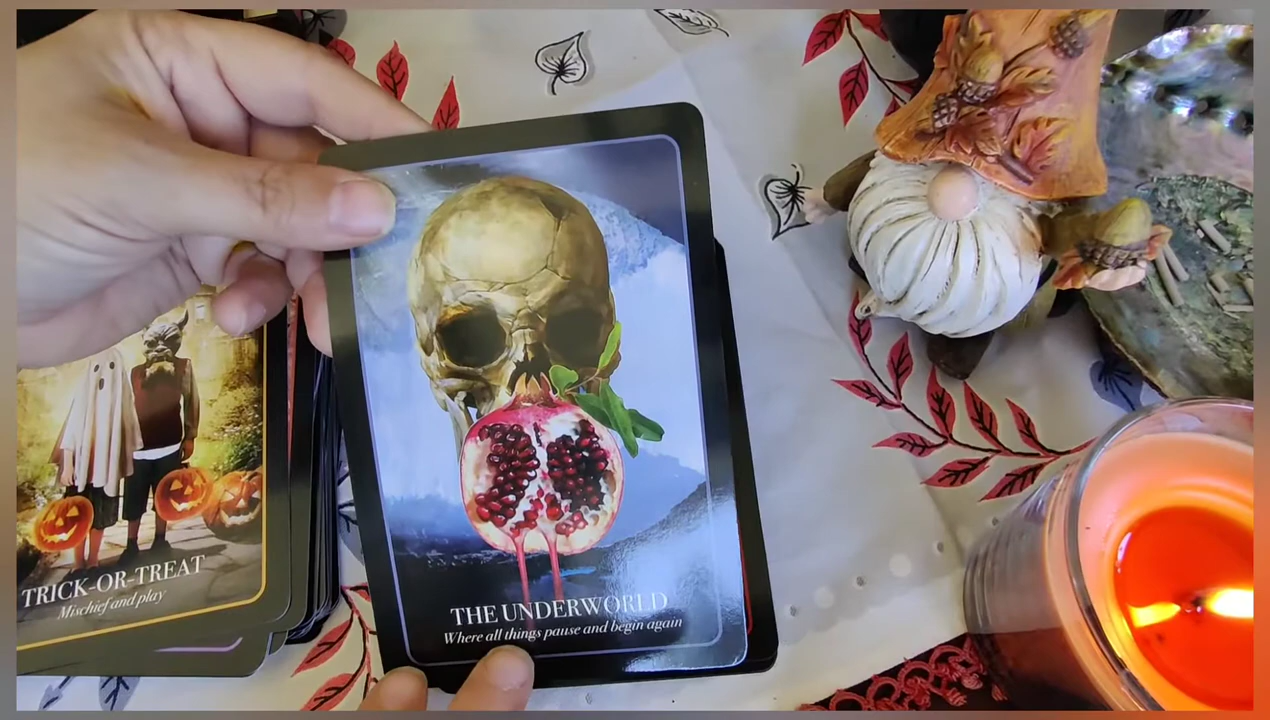 TRICK-OR-TREAT
Mischief and play
THE UNDERWORLD
Where all things pause and begin again